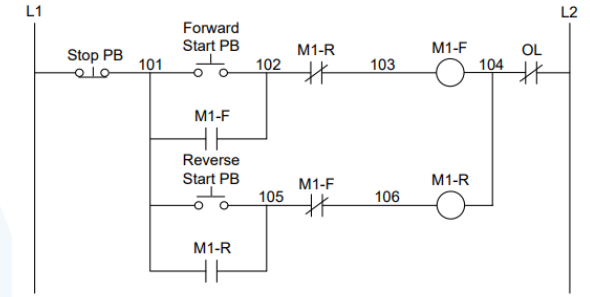 L1
L2
Forward
Start PB
Stop PB
M1-R
M1-F
OL
101
102
103
104
M1-F
Reverse
Start PB
M1-F
M1-R
105
106
M1-R